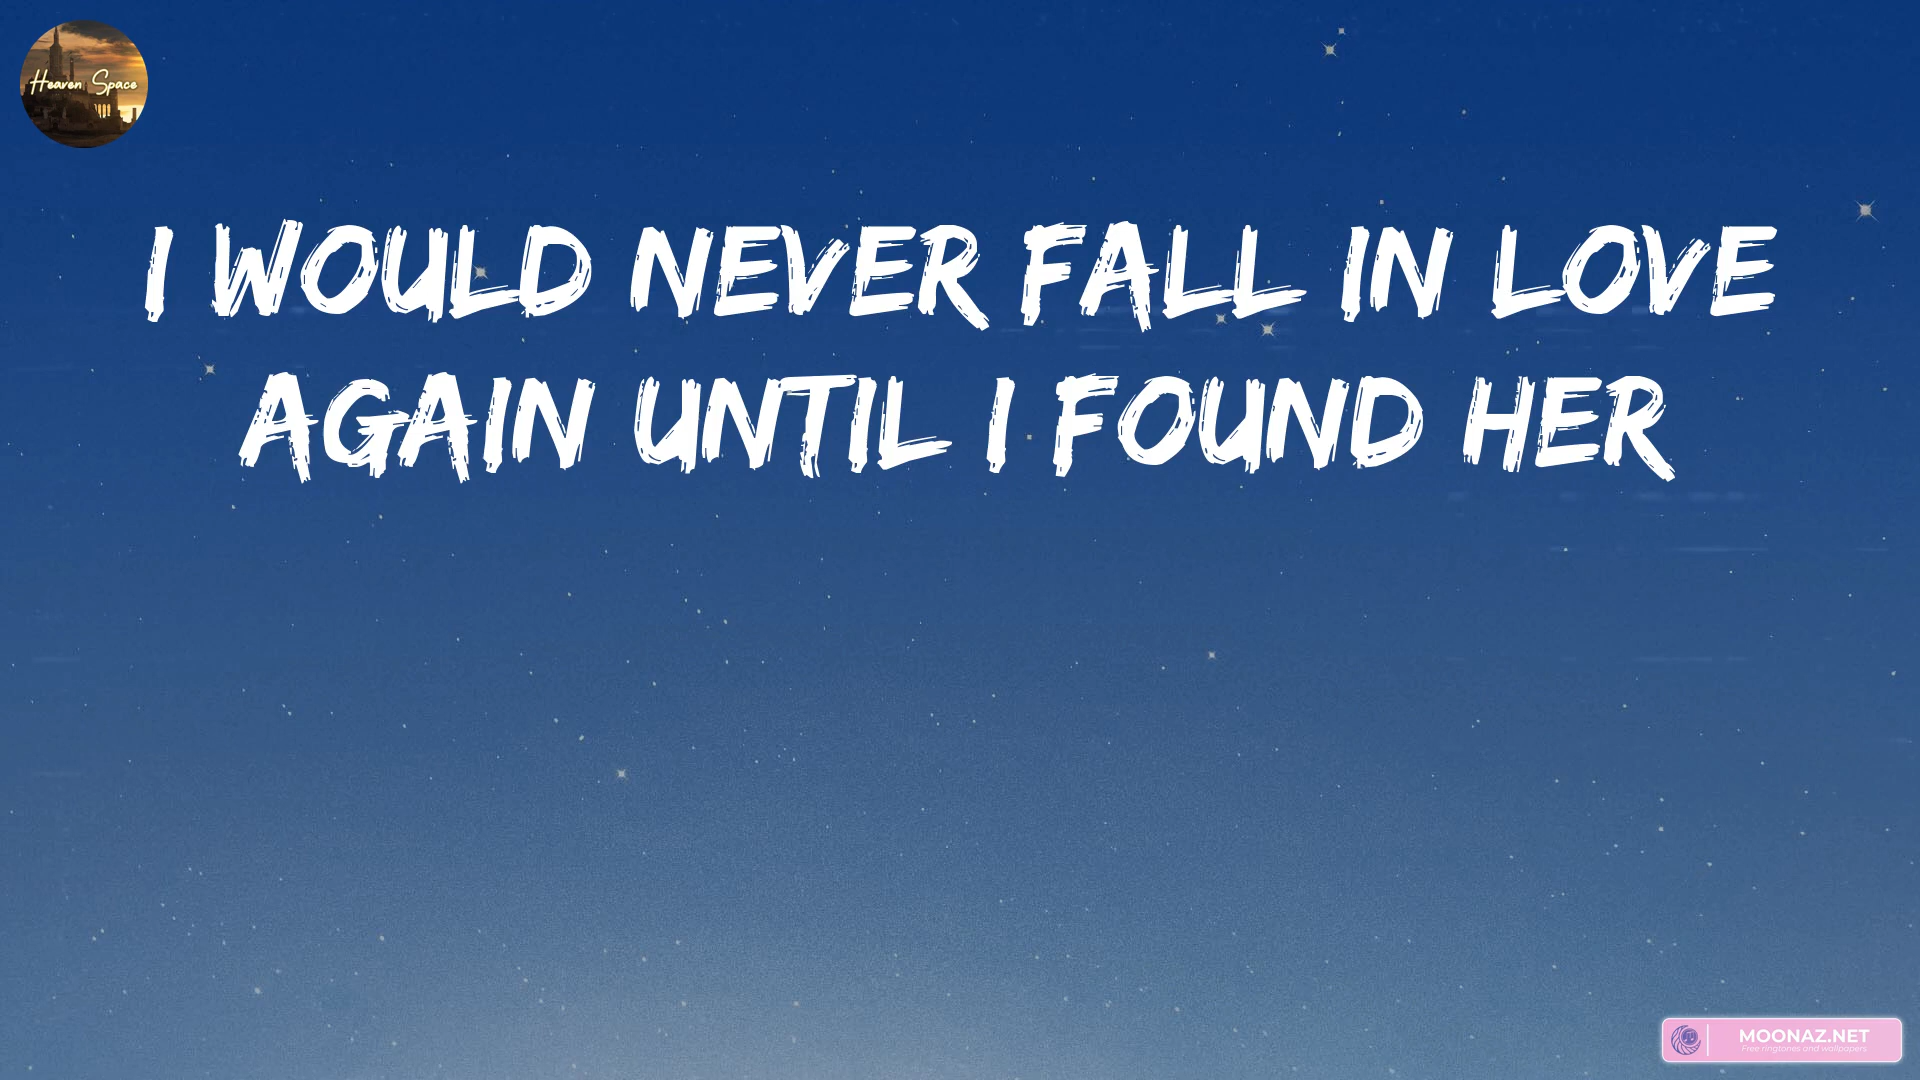 Heaven Space
I WOULD NEVER FALL IN LOVE
AGAIN UNTIL I FOUND HER
MOONAZ.NET
Free ringtones and wallpapers